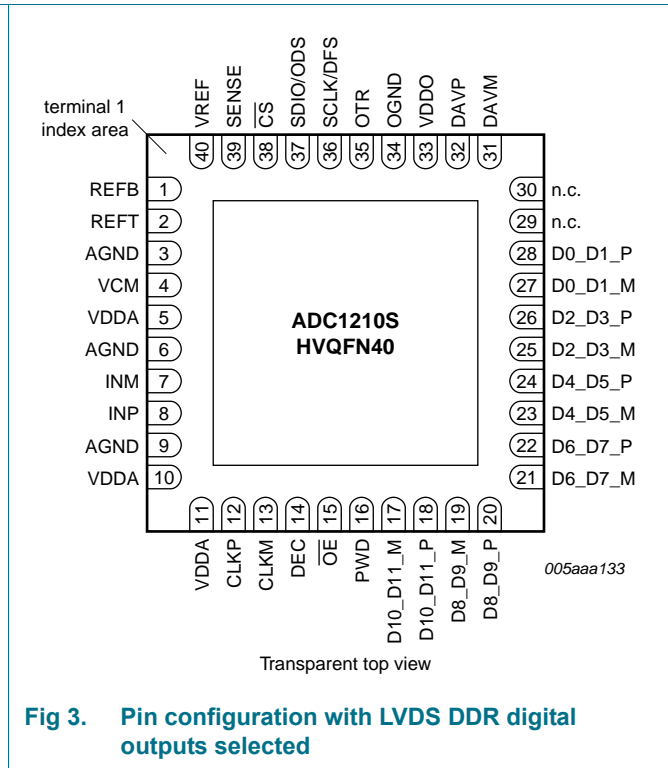 VREF
SENSE
CS
SDIO/ODS
SCLK/DFS
OTR
OGND
VDDO
DAVP
DAVM
terminal 1
index area
40
39
38
37
36
35
34
33
32
31
REFB 1
REFT 2
AGND 3
VCM 4
VDDA 5
AGND 6
INM 7
INP 8
AGND 9
VDDA 10
ADC1210S
HVQFN40
30 n.c.
29 n.c.
28 D0_D1_P
27 D0_D1_M
26 D2_D3_P
25 D2_D3_M
24 D4_D5_P
23 D4_D5_M
22 D6_D7_P
21 D6_D7_M
11
12
13
14
15
16
17
18
19
20
VDDA
CLKP
CLKM
DEC
OE
PWD
D10_D11_M
D10_D11_P
D8_D9_M
D8_D9_P
005aaa133
Transparent top view
Fig 3. Pin configuration with LVDS DDR digital
outputs selected